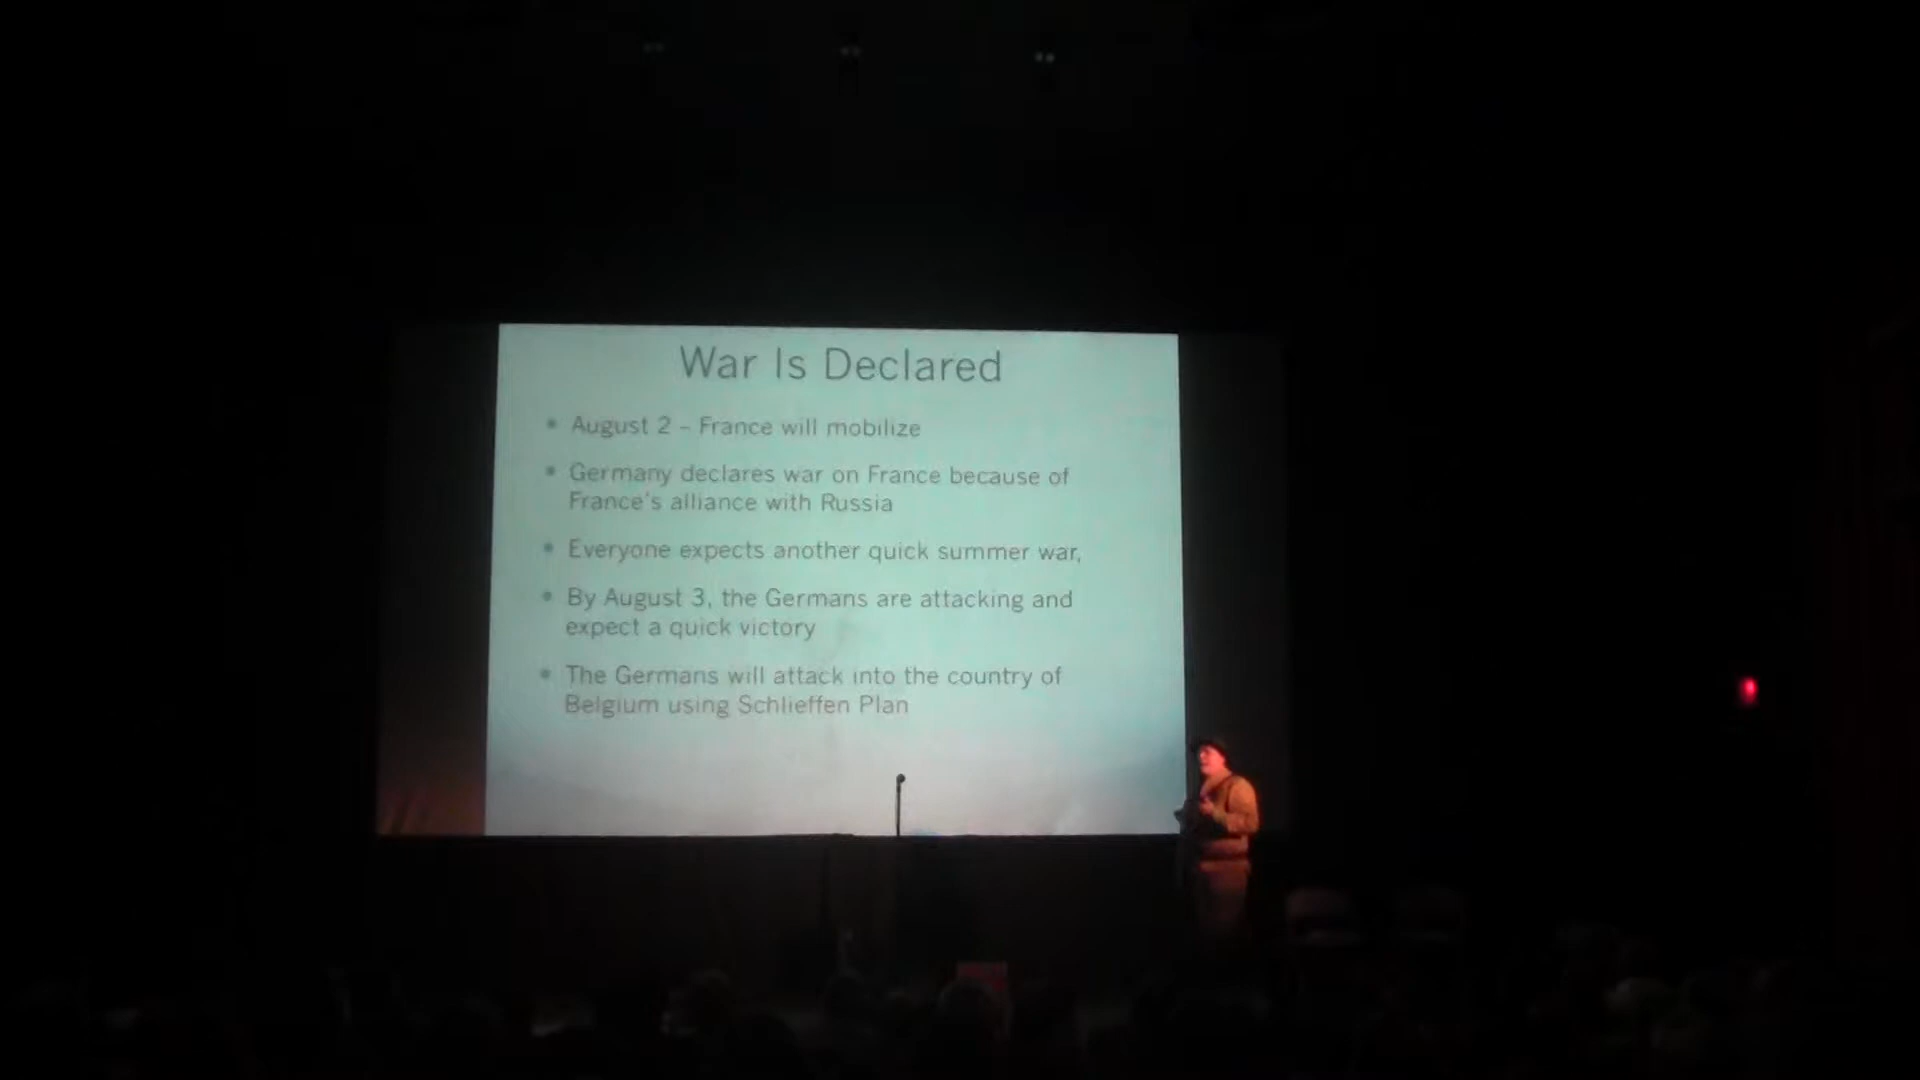 War Is Declared
• August 2 – France will mobilize
• Germany declares war on France because of
France's alliance with Russia
• Everyone expects another quick summer war,
• By August 3, the Germans are attacking and
expect a quick victory
• The Germans will attack into the country of
Belgium using Schlieffen Plan